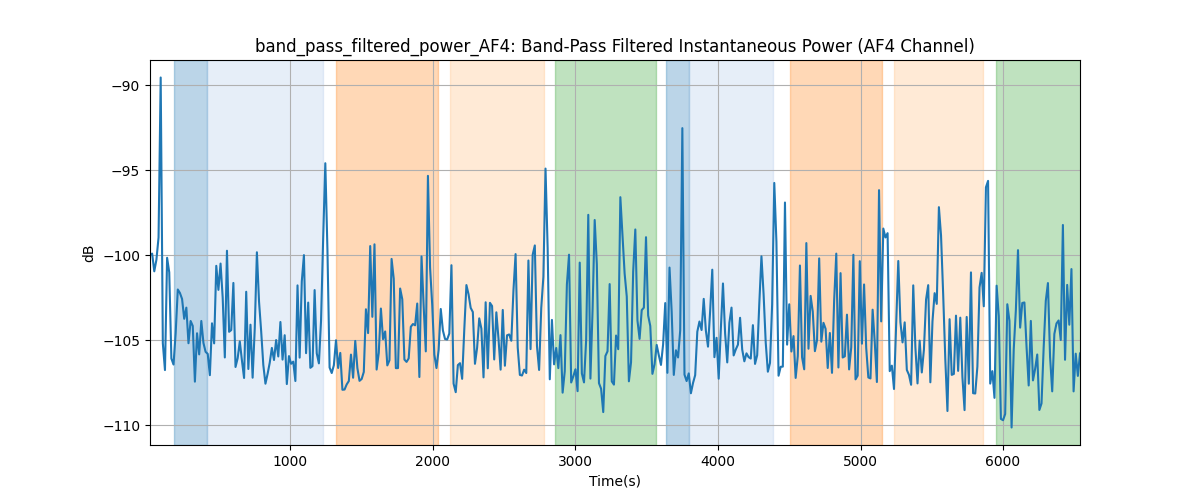 band_pass_filtered_power_AF4: Band-Pass Filtered Instantaneous Power (AF4 Channel)
−90
−95
−100
−105
−110
dB
1000 2000 3000 4000 5000 6000
Time(s)